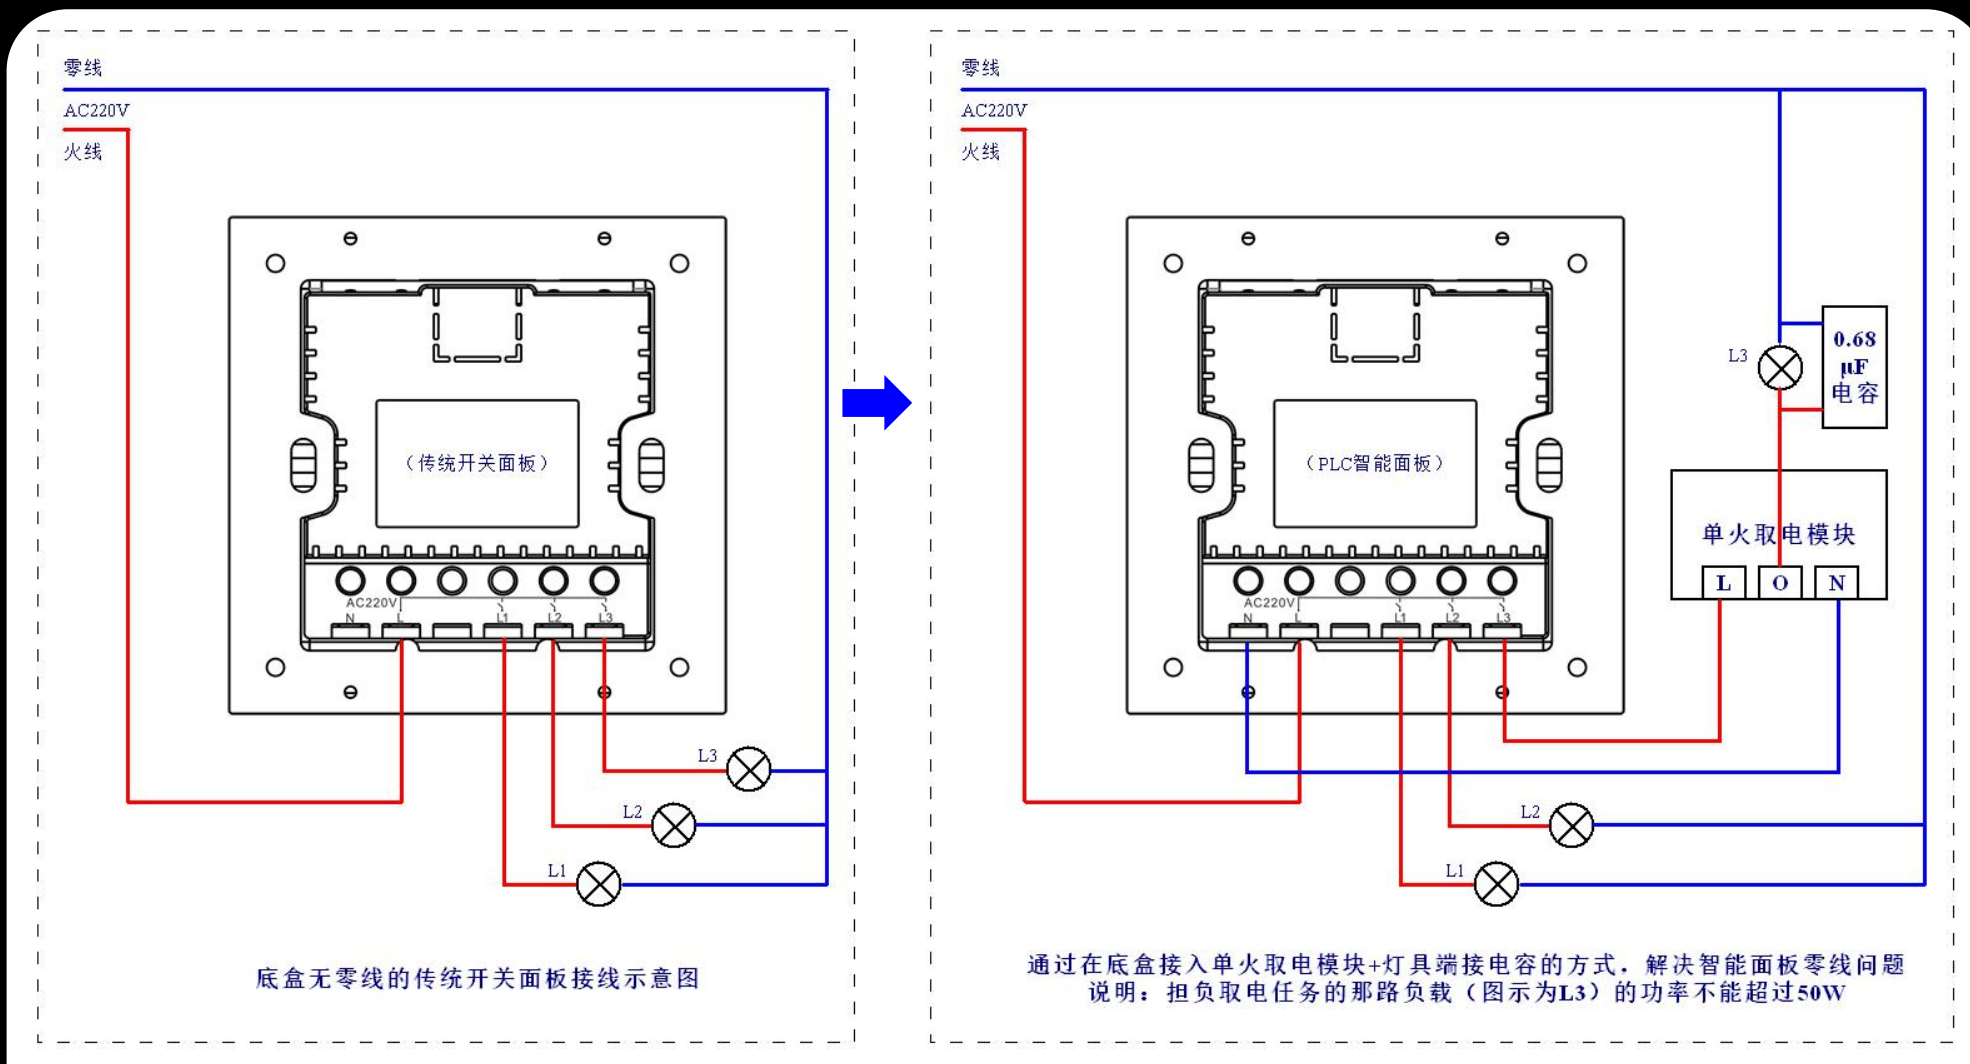 零线
AC220V
火线
（传统开关面板）
AC220V
N L L1 L2 L3
L3
L2
L1
底盒无零线的传统开关面板接线示意图
零线
AC220V
火线
L3
0.68
μF
电容
（PLC智能面板）
单火取电模块
L O N
AC220V
N L L1 L2 L3
L2
L1
通过在底盒接入单火取电模块+灯具端接电容的方式．解决智能面板零线问题
说明：担负取电任务的那路负载（图示为L3）的功率不能超过50W